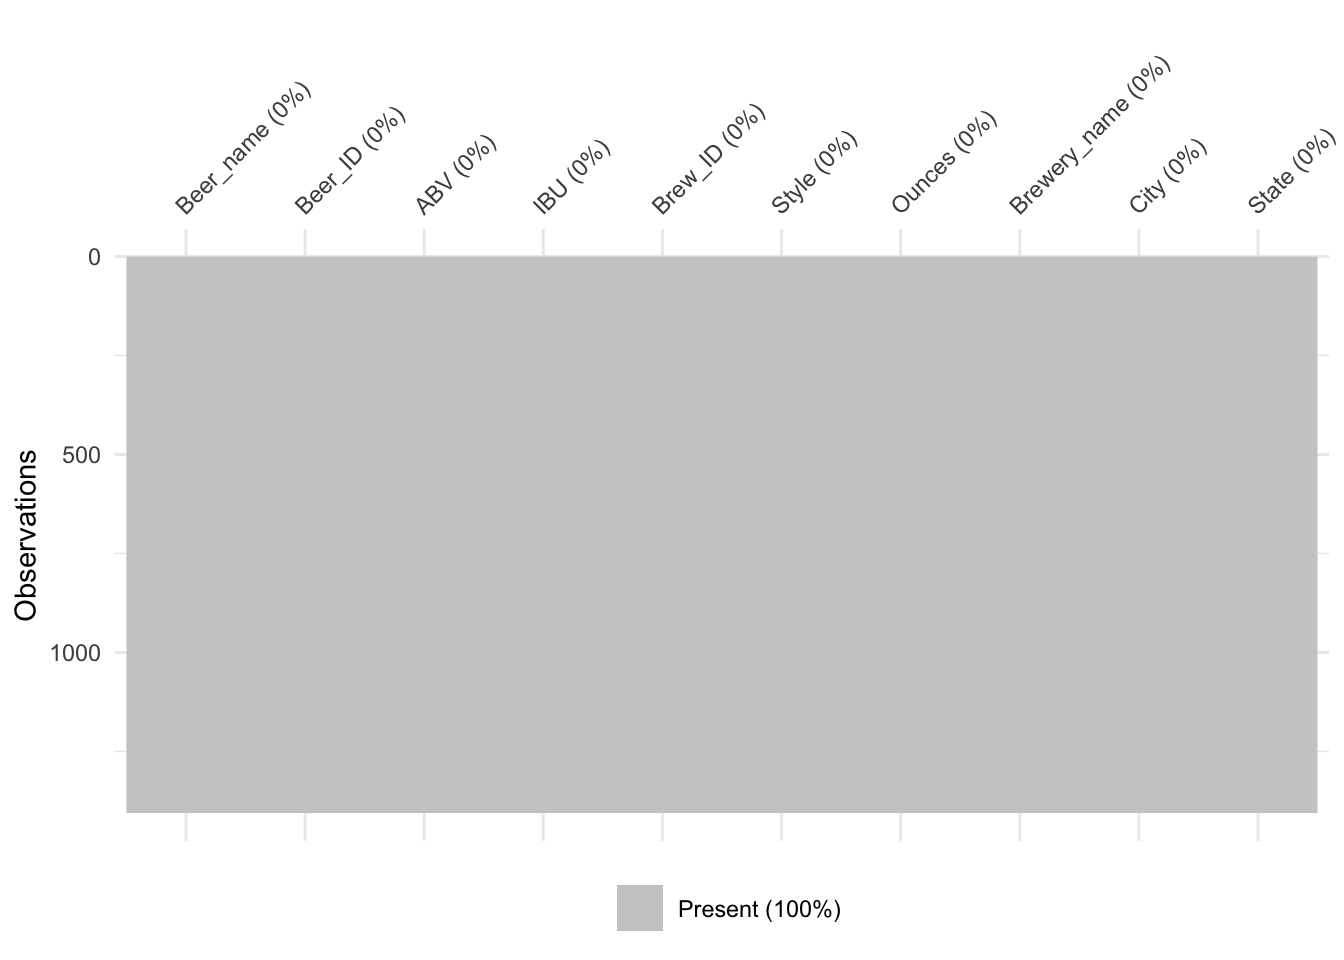 Beer_name (0%)
Beer_ID (0%)
ABV (0%)
IBU (0%)
Brew_ID (0%)
Style (0%)
Ounces (0%)
Brewery_name (0%)
City (0%)
State (0%)
0
500
1000
Observations
Present (100%)